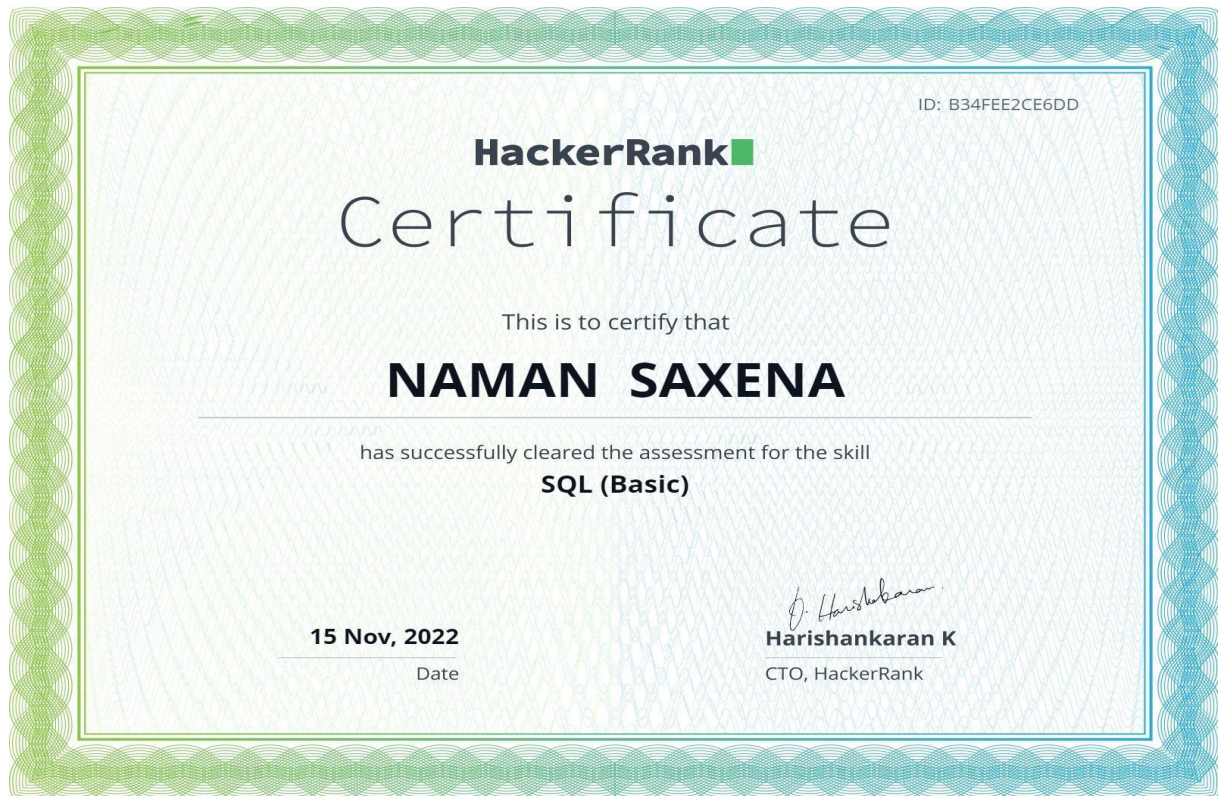 ID: B34FEE2CE6DD
HackerRank
Certificate
This is to certify that
NAMAN SAXENA
has successfully cleared the assessment for the skill
SQL (Basic)
15 Nov, 2022
Date
Harishankaran K
CTO, HackerRank